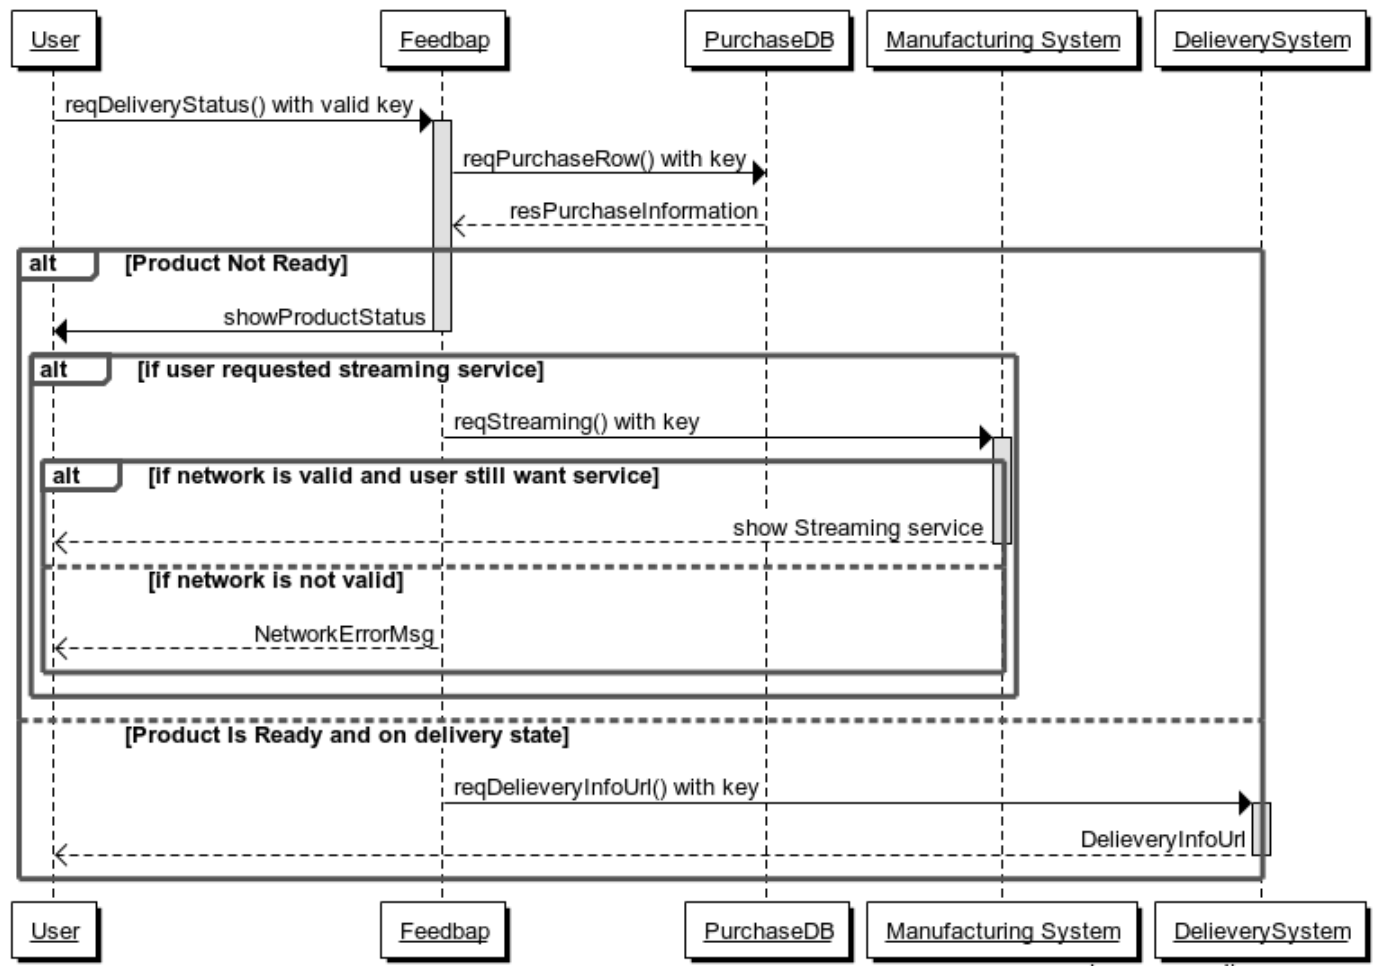 User
Feedbap
PurchaseDB
Manufacturing System
DelieverySystem
reqDeliveryStatus() with valid key
reqPurchaseRow() with key
resPurchaseInformation
alt
[Product Not Ready]
showProductStatus
alt
[if user requested streaming service]
reqStreaming() with key
alt
[if network is valid and user still want service]
show Streaming service
[if network is not valid]
NetworkErrorMsg
[Product Is Ready and on delivery state]
reqDelieveryInfoUrl() with key
DelieveryInfoUrl
User
Feedbap
PurchaseDB
Manufacturing System
DelieverySystem